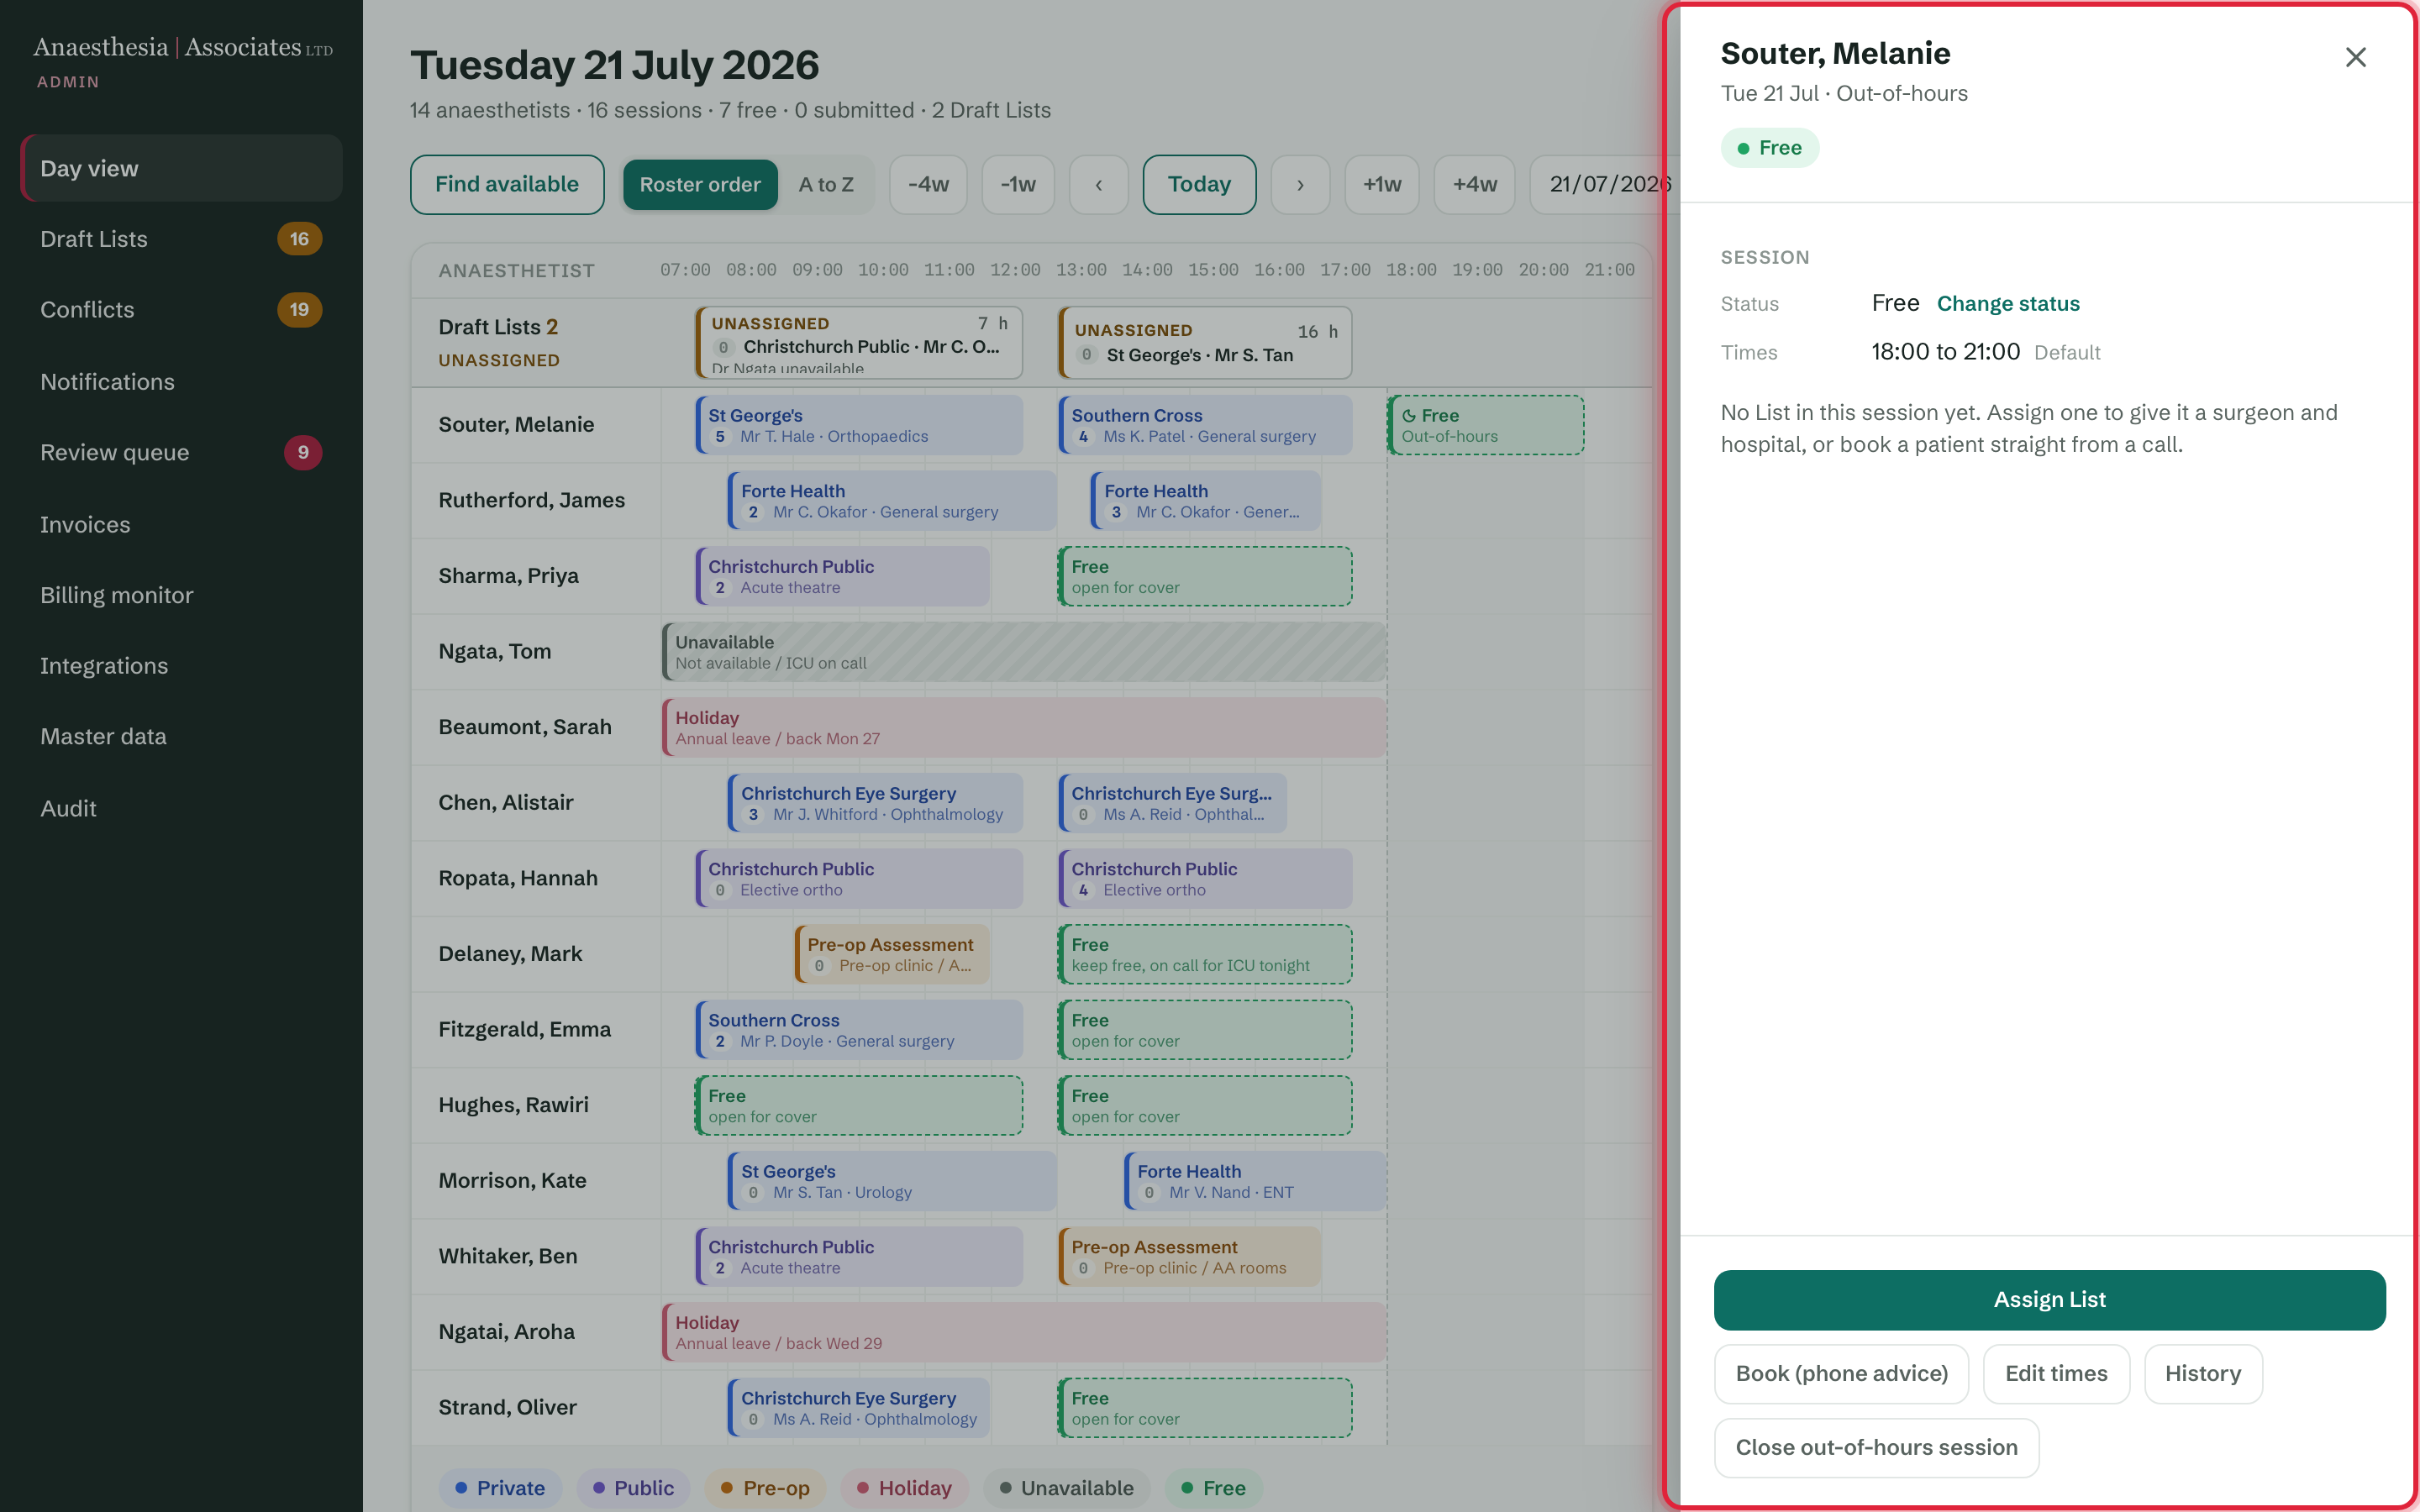 Anaesthesia | Associates LTD
ADMIN
Day view
Draft Lists 16
Conflicts 19
Notifications
Review queue 9
Invoices
Billing monitor
Integrations
Master data
Audit
Tuesday 21 July 2026
14 anaesthetists · 16 sessions · 7 free · 0 submitted · 2 Draft Lists
Find available Roster order A to Z -4w -1w ‹ Today › +1w +4w 21/07/2026
ANAESTHETIST 07:00 08:00 09:00 10:00 11:00 12:00 13:00 14:00 15:00 16:00 17:00 18:00 19:00 20:00 21:00
Draft Lists 2
UNASSIGNED
UNASSIGNED 7 h
0 Christchurch Public · Mr C. O...
Dr Ngata unavailable
UNASSIGNED 16 h
0 St George's · Mr S. Tan
Souter, Melanie
St George's
5 Mr T. Hale · Orthopaedics
Southern Cross
4 Ms K. Patel · General surgery
Free
Out-of-hours
Rutherford, James
Forte Health
2 Mr C. Okafor · General surgery
Forte Health
3 Mr C. Okafor · Gener...
Sharma, Priya
Christchurch Public
2 Acute theatre
Free
open for cover
Ngata, Tom
Unavailable
Not available / ICU on call
Beaumont, Sarah
Holiday
Annual leave / back Mon 27
Chen, Alistair
Christchurch Eye Surgery
3 Mr J. Whitford · Ophthalmology
Christchurch Eye Surg...
0 Ms A. Reid · Ophthal...
Ropata, Hannah
Christchurch Public
0 Elective ortho
Christchurch Public
4 Elective ortho
Delaney, Mark
Pre-op Assessment
0 Pre-op clinic / A...
Free
keep free, on call for ICU tonight
Fitzgerald, Emma
Southern Cross
2 Mr P. Doyle · General surgery
Free
open for cover
Hughes, Rawiri
Free
open for cover
Free
open for cover
Morrison, Kate
St George's
0 Mr S. Tan · Urology
Forte Health
0 Mr V. Nand · ENT
Whitaker, Ben
Christchurch Public
2 Acute theatre
Pre-op Assessment
0 Pre-op clinic / AA rooms
Ngatai, Aroha
Holiday
Annual leave / back Wed 29
Strand, Oliver
Christchurch Eye Surgery
0 Ms A. Reid · Ophthalmology
Free
open for cover
Private Public Pre-op Holiday Unavailable Free
Souter, Melanie
Tue 21 Jul · Out-of-hours
Free
SESSION
Status Free Change status
Times 18:00 to 21:00 Default
No List in this session yet. Assign one to give it a surgeon and
hospital, or book a patient straight from a call.
Assign List
Book (phone advice) Edit times History
Close out-of-hours session